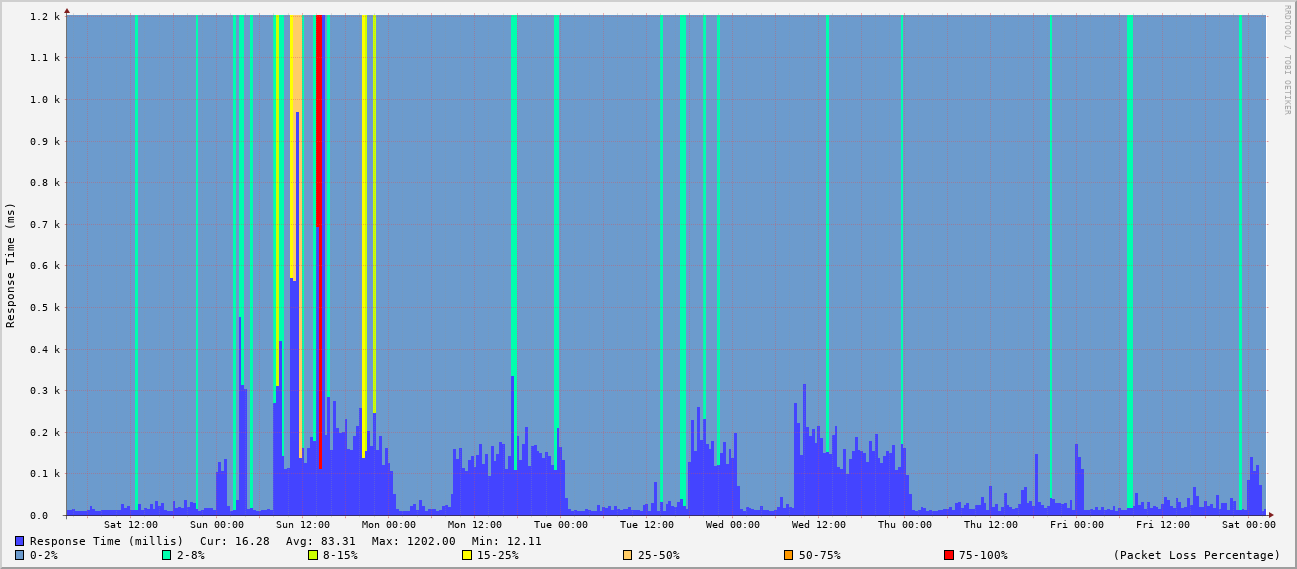 1.2 k
1.1 k
1.0 k
0.9 k
0.8 k
0.7 k
0.6 k
0.5 k
0.4 k
0.3 k
0.2 k
0.1 k
0.0
Response Time (ms)
RRDTOOL / TOBI OETIKER
Sat 12:00 Sun 00:00 Sun 12:00 Mon 00:00 Mon 12:00 Tue 00:00 Tue 12:00 Wed 00:00 Wed 12:00 Thu 00:00 Thu 12:00 Fri 00:00 Fri 12:00 Sat 00:00
Response Time (millis) Cur: 16.28 Avg: 83.31 Max: 1202.00 Min: 12.11
0-2% 2-8% 8-15% 15-25% 25-50% 50-75% 75-100% (Packet Loss Percentage)